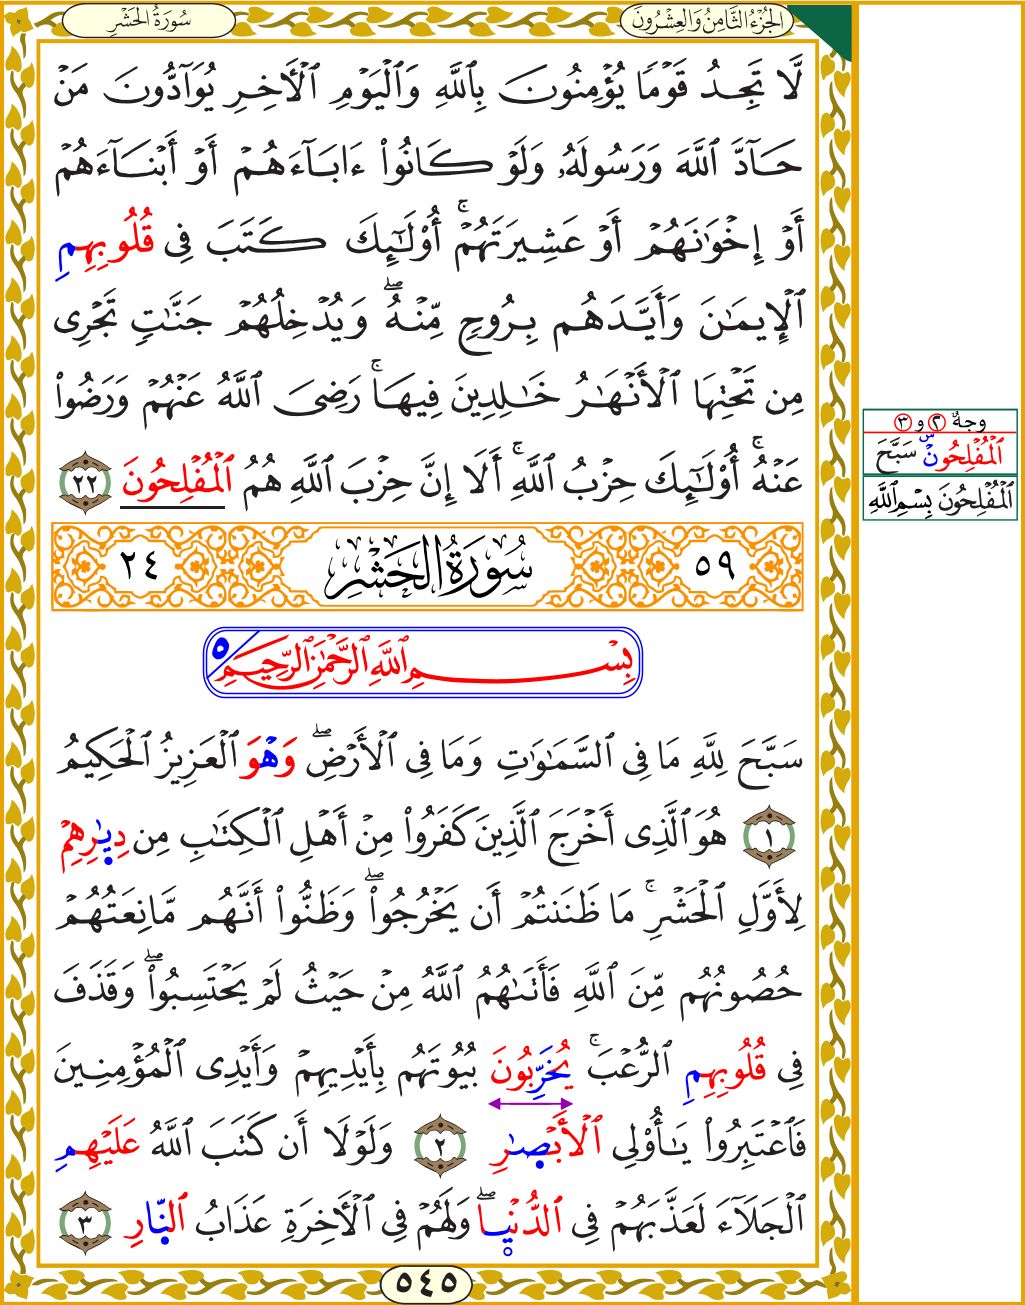 الجُزْءُ الثَّامِنُ وَالعِشْرُونَ
سُورَةُ الحَشْرِ
لَّا تَجِدُ قَوْمًا يُؤْمِنُونَ بِٱللَّهِ وَٱلْيَوْمِ ٱلْأَخِرِ يُوَآدُّونَ مَنْ
حَآدَّ ٱللَّهَ وَرَسُولَهُۥ وَلَوْ كَانُوا۟ ءَابَآءَهُمْ أَوْ أَبْنَآءَهُمْ
أَوْ إِخْوَٰنَهُمْ أَوْ عَشِيرَتَهُمْ ۚ أُو۟لَٰٓئِكَ كَتَبَ فِى قُلُوبِهِمِ
ٱلْإِيمَٰنَ وَأَيَّدَهُم بِرُوحٍ مِّنْهُ ۖ وَيُدْخِلُهُمْ جَنَّٰتٍ تَجْرِى
مِن تَحْتِهَا ٱلْأَنْهَٰرُ خَٰلِدِينَ فِيهَا ۚ رَضِىَ ٱللَّهُ عَنْهُمْ وَرَضُوا۟
عَنْهُ ۚ أُو۟لَٰٓئِكَ حِزْبُ ٱللَّهِ ۚ أَلَا إِنَّ حِزْبَ ٱللَّهِ هُمُ ٱلْمُفْلِحُونَ ٢٢
وجهُ ٢ و ٣
ٱلْمُفْلِحُونَ سَبَّحَ
ٱلْمُفْلِحُونَ بِسْمِ ٱللَّهِ
٥٩ سُورَةُ الحَشْرِ ٢٤
بِسْمِ ٱللَّهِ ٱلرَّحْمَٰنِ ٱلرَّحِيمِ ٥
سَبَّحَ لِلَّهِ مَا فِى ٱلسَّمَٰوَٰتِ وَمَا فِى ٱلْأَرْضِ ۖ وَهْوَ ٱلْعَزِيزُ ٱلْحَكِيمُ
١ هُوَ ٱلَّذِى أَخْرَجَ ٱلَّذِينَ كَفَرُوا۟ مِنْ أَهْلِ ٱلْكِتَٰبِ مِن دِيَٰرِهِمْ
لِأَوَّلِ ٱلْحَشْرِ ۚ مَا ظَنَنتُمْ أَن يَخْرُجُوا۟ ۖ وَظَنُّوا۟ أَنَّهُم مَّانِعَتُهُمْ
حُصُونُهُم مِّنَ ٱللَّهِ فَأَتَىٰهُمُ ٱللَّهُ مِنْ حَيْثُ لَمْ يَحْتَسِبُوا۟ ۖ وَقَذَفَ
فِى قُلُوبِهِمِ ٱلرُّعْبَ ۚ يُخَرِّبُونَ بُيُوتَهُم بِأَيْدِيهِمْ وَأَيْدِى ٱلْمُؤْمِنِينَ
فَٱعْتَبِرُوا۟ يَٰٓأُو۟لِى ٱلْأَبْصَٰرِ ٢ وَلَوْلَا أَن كَتَبَ ٱللَّهُ عَلَيْهِمِ
ٱلْجَلَآءَ لَعَذَّبَهُمْ فِى ٱلدُّنْيَا ۖ وَلَهُمْ فِى ٱلْأَخِرَةِ عَذَابُ ٱلنَّارِ ٣
٥٤٥